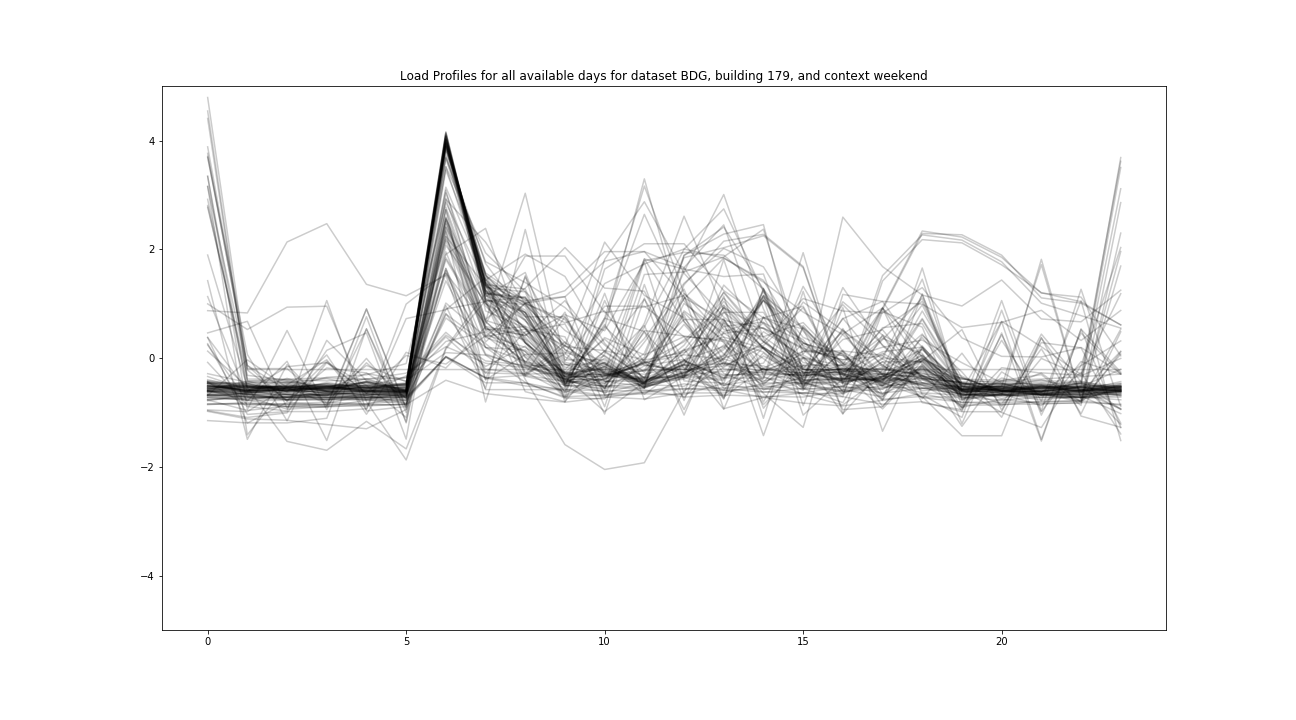 Load Profiles for all available days for dataset BDG, building 179, and context weekend
4
2
0
−2
−4
0 5 10 15 20